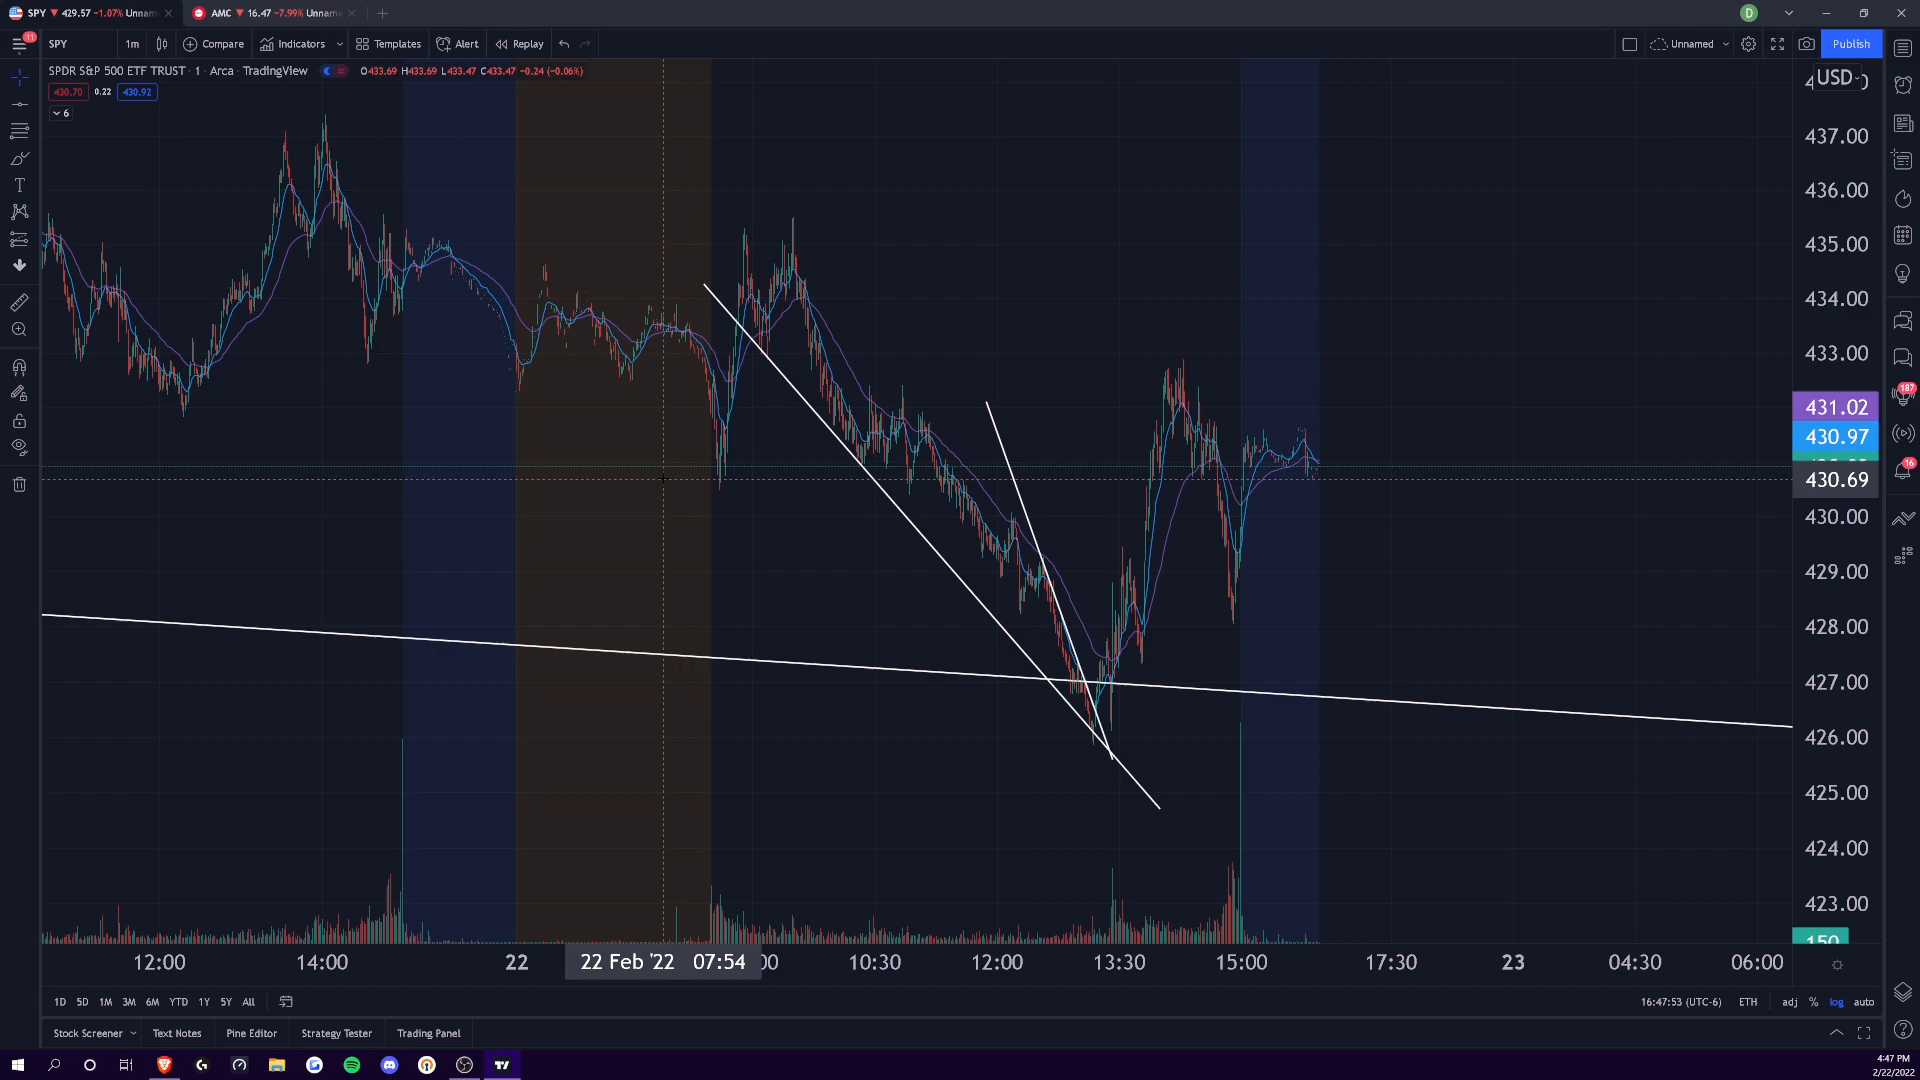 SPY ▼ 429.57 −1.07% Unnam
AMC ▼ 16.47 −7.99% Unname
D
11
SPY
1m
Compare
Indicators
Templates
Alert
Replay
Unnamed
Publish
SPDR S&P 500 ETF TRUST · 1 · Arca · TradingView
O433.69 H433.69 L433.47 C433.47 −0.24 (−0.06%)
430.70 0.22 430.92
6
USD
437.00
436.00
435.00
434.00
433.00
431.02
430.97
430.69
430.00
429.00
428.00
427.00
426.00
425.00
424.00
423.00
150
187
16
12:00 14:00 22 22 Feb '22 07:54 :00 10:30 12:00 13:30 15:00 17:30 23 04:30 06:00
1D 5D 1M 3M 6M YTD 1Y 5Y All
16:47:53 (UTC-6) ETH adj % log auto
Stock Screener Text Notes Pine Editor Strategy Tester Trading Panel
4:47 PM
2/22/2022